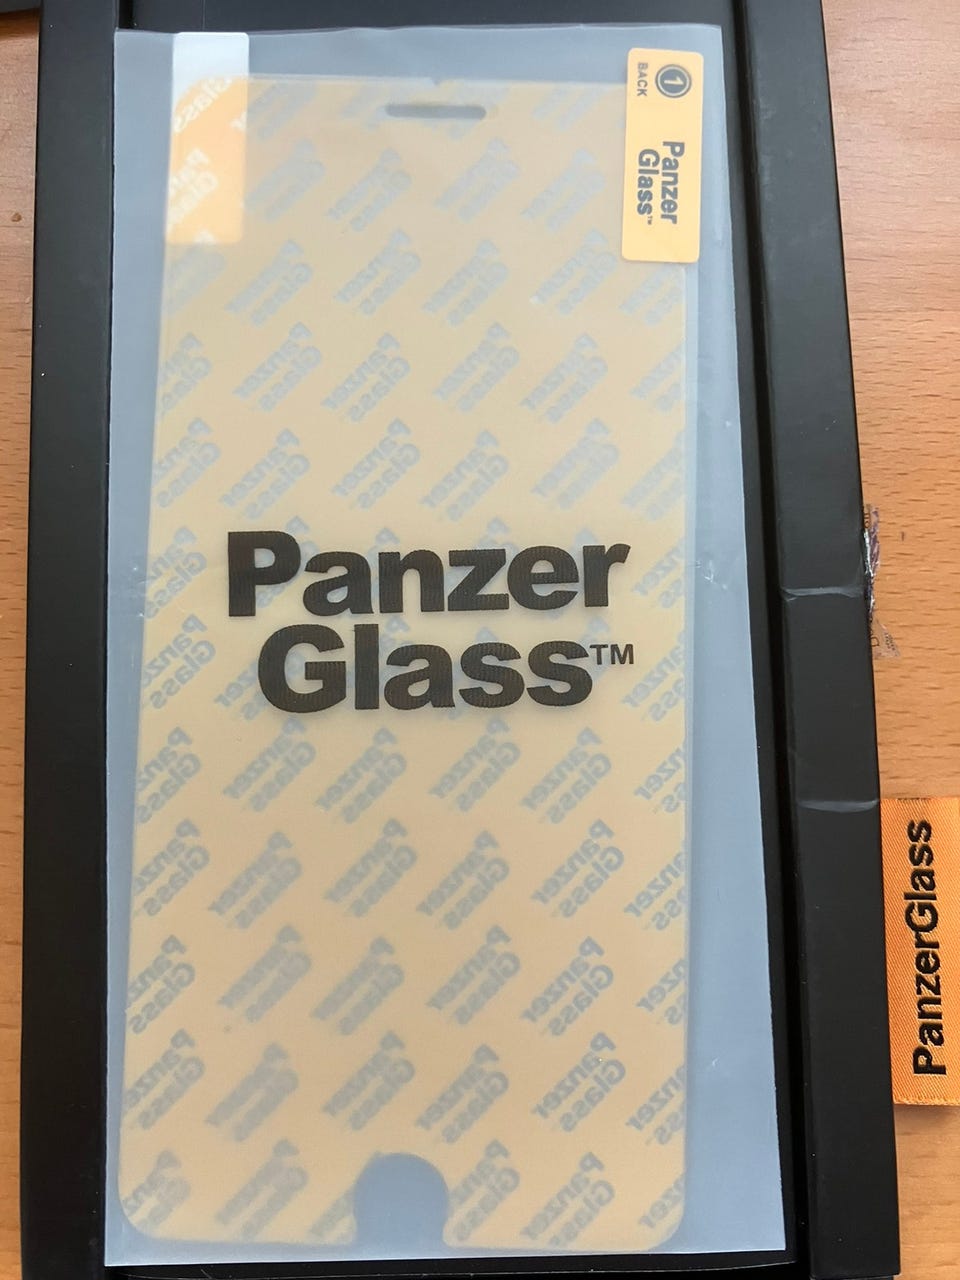 1
BACK
Panzer
Glass™
Panzer
Glass™
PanzerGlass